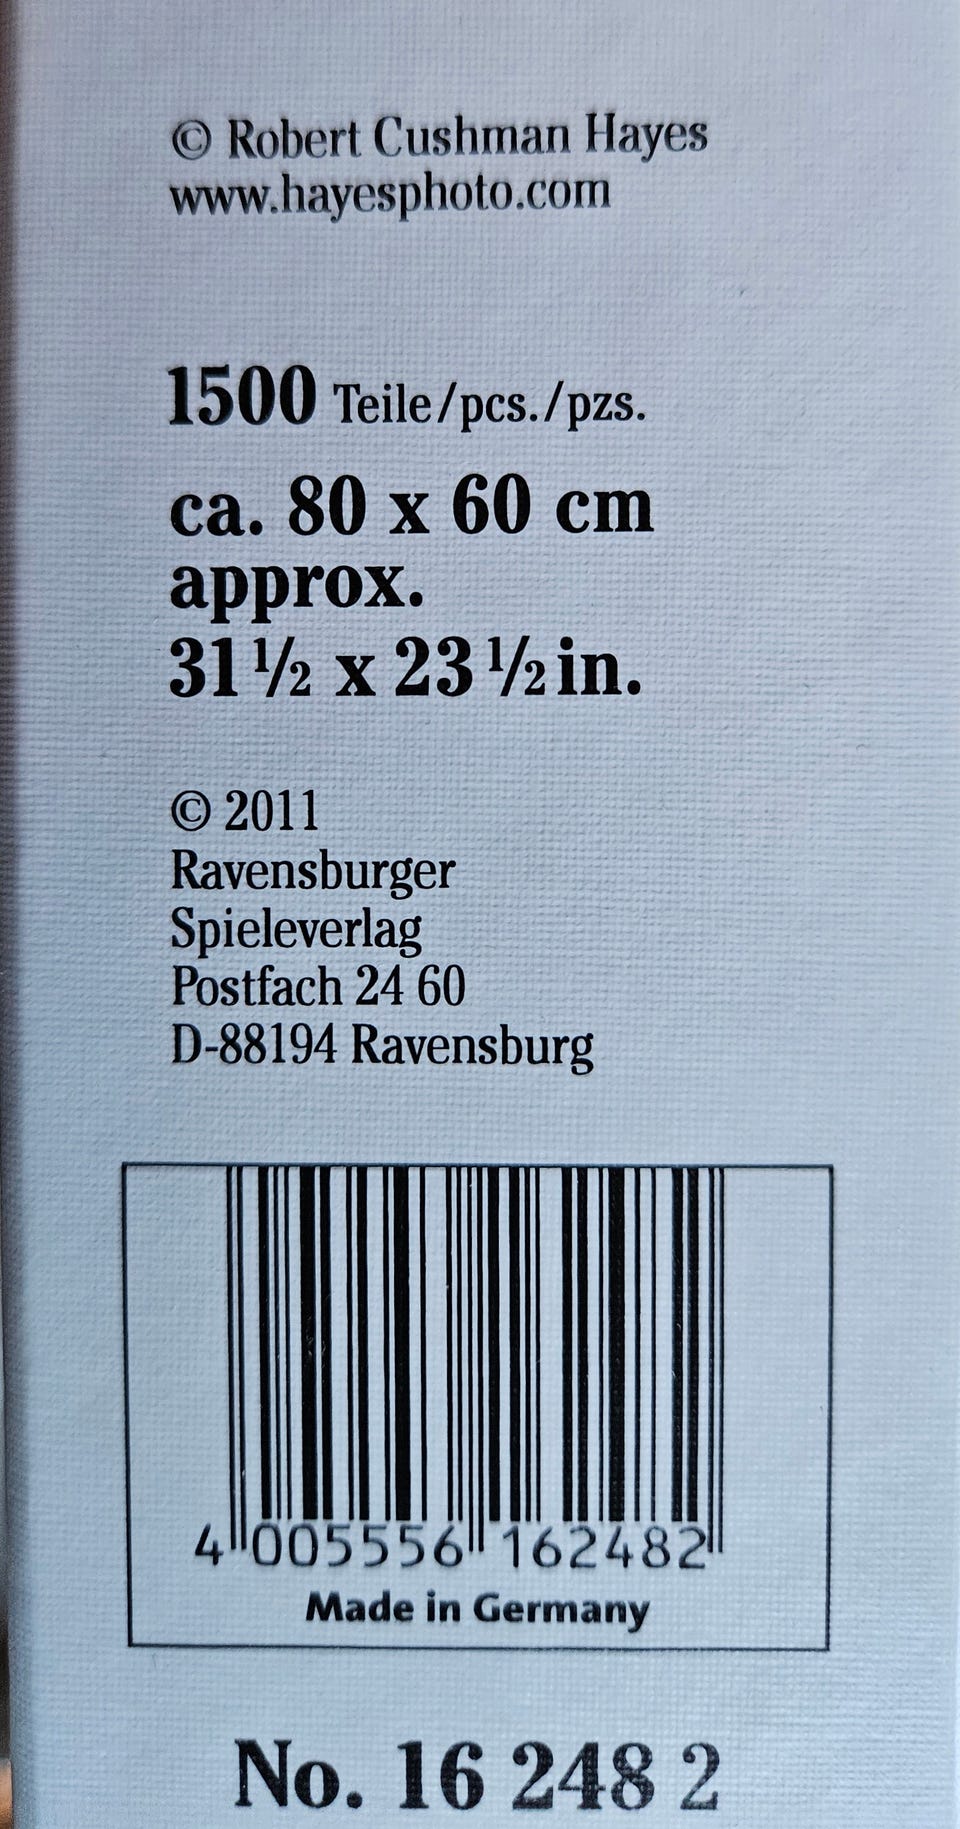 © Robert Cushman Hayes
www.hayesphoto.com
1500 Teile/pcs./pzs.
ca. 80 x 60 cm
approx.
31 ½ x 23 ½ in.
© 2011
Ravensburger
Spieleverlag
Postfach 24 60
D-88194 Ravensburg
4 005556 162482
Made in Germany
No. 16 248 2